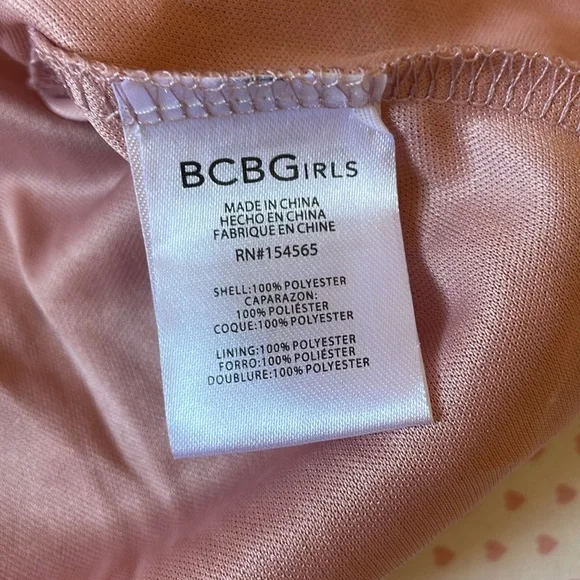 BCBGIRLS
MADE IN CHINA
HECHO EN CHINA
FABRIQUE EN CHINE
RN#154565
SHELL:100% POLYESTER
CAPARAZON:
100% POLIÉSTER
COQUE:100% POLYESTER
LINING:100% POLYESTER
FORRO:100% POLIÉSTER
DOUBLURE:100% POLYESTER